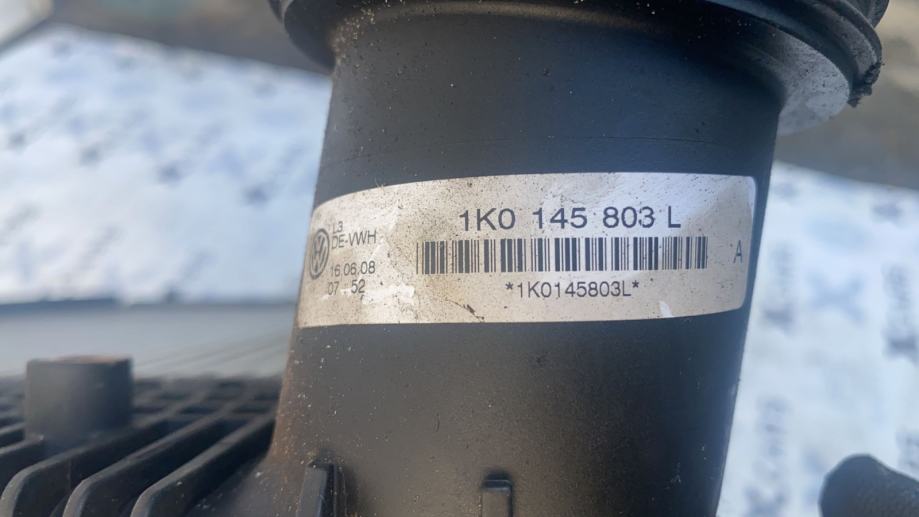 L3
DE-VWH
16.06.08
07 52
1K0 145 803 L
A
*1K0145803L*